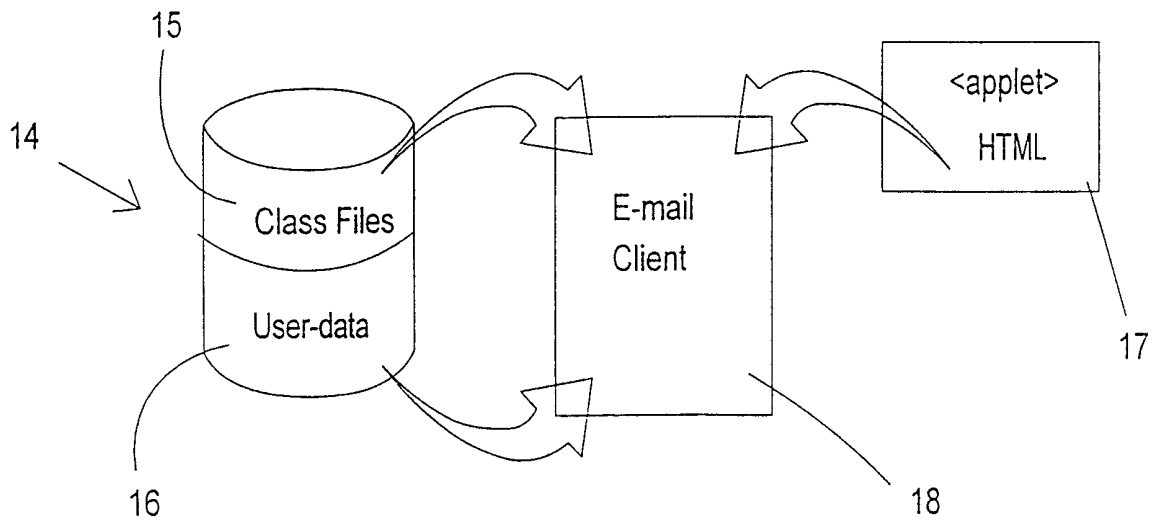 15
<applet>
HTML
14
Class Files
E-mail
Client
User-data
17
16
18